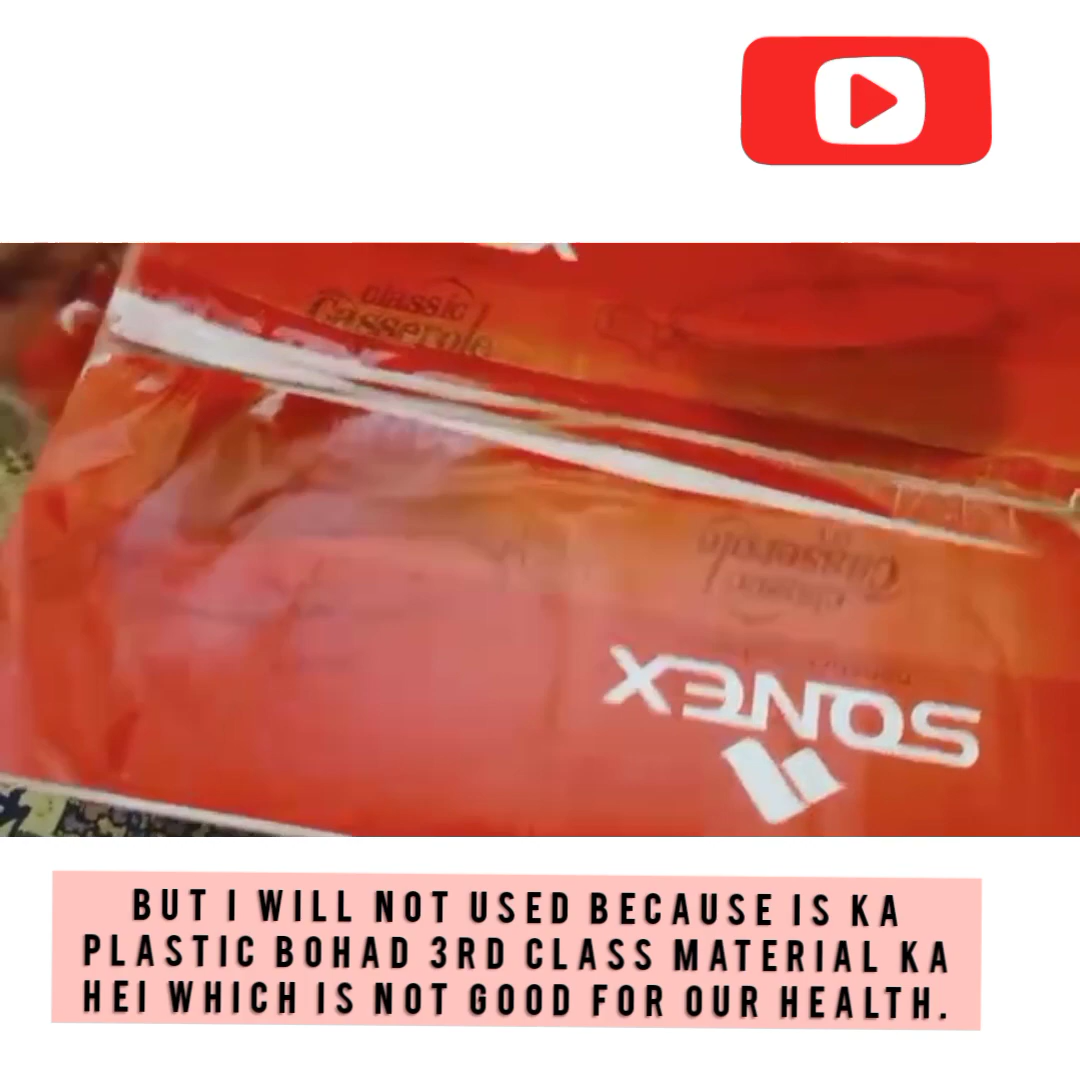 classic
Casserole
Casserole
classic
SONEX
BUT I WILL NOT USED BECAUSE IS KA
PLASTIC BOHAD 3RD CLASS MATERIAL KA
HEI WHICH IS NOT GOOD FOR OUR HEALTH.